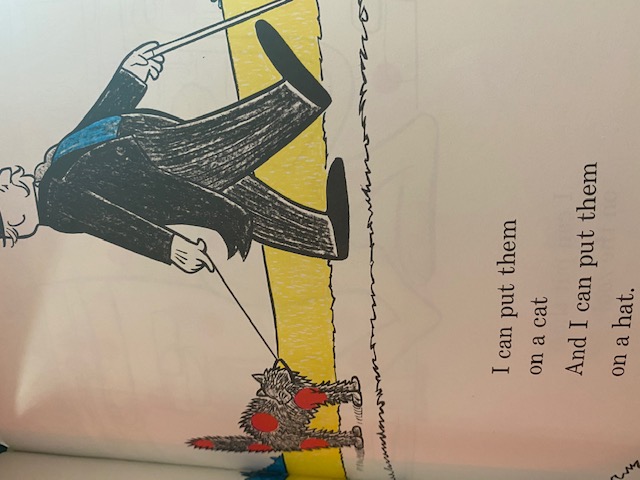 I can put them
on a cat
And I can put them
on a hat.